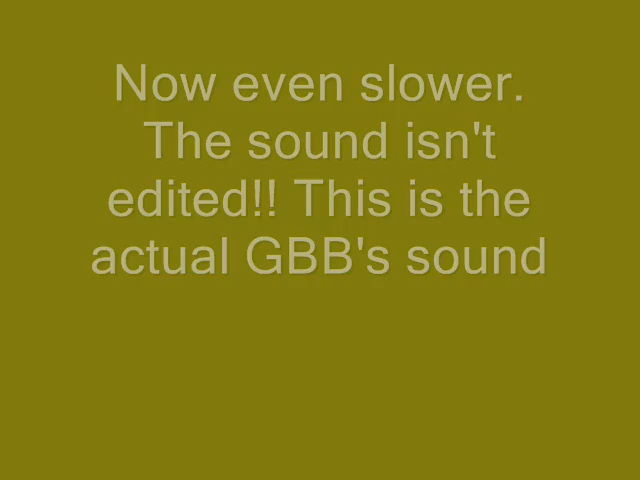 Now even slower.
The sound isn't
edited!! This is the
actual GBB's sound